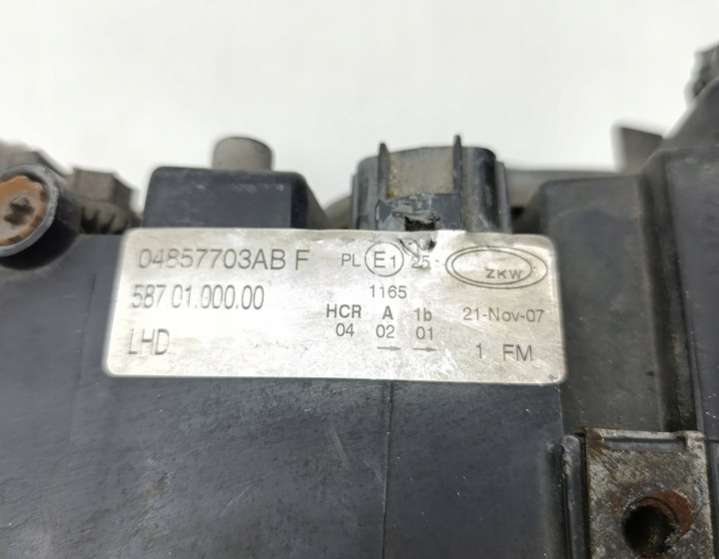 04857703AB F PL E1 25 ZKW
587 01.000.00 1165
HCR A 1b 21-Nov-07
LHD 04 02 01 1 FM